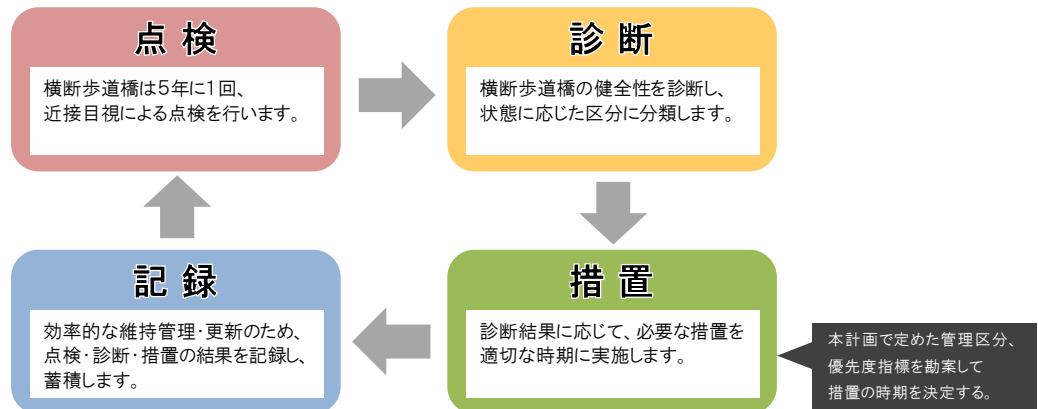 点検
横断歩道橋は5年に1回、
近接目視による点検を行います。
診断
横断歩道橋の健全性を診断し、
状態に応じた区分に分類します。
措置
診断結果に応じて、必要な措置を
適切な時期に実施します。
本計画で定めた管理区分、
優先度指標を勘案して
措置の時期を決定する。
記録
効率的な維持管理・更新のため、
点検・診断・措置の結果を記録し、
蓄積します。